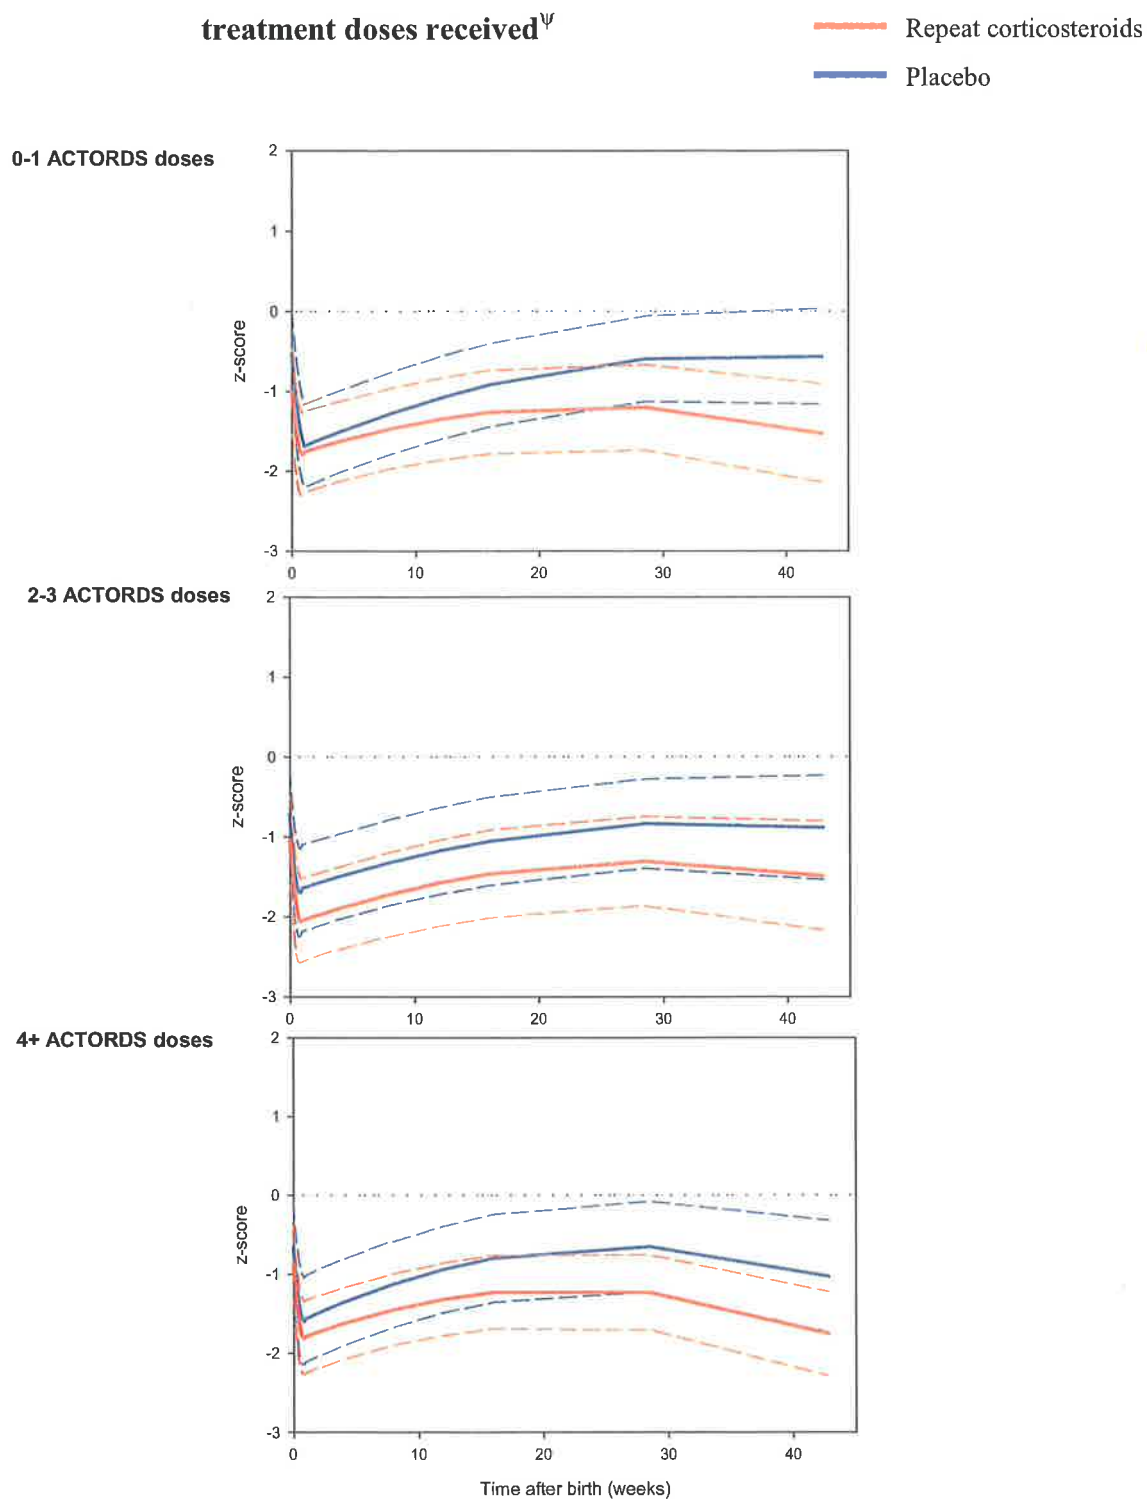 treatment doses receivedψ
Repeat corticosteroids
Placebo
0-1 ACTORDS doses
2
1
0
-1
-2
-3
z-score
0 10 20 30 40
2-3 ACTORDS doses
2
1
0
-1
-2
-3
z-score
0 10 20 30 40
4+ ACTORDS doses
2
1
0
-1
-2
-3
z-score
0 10 20 30 40
Time after birth (weeks)